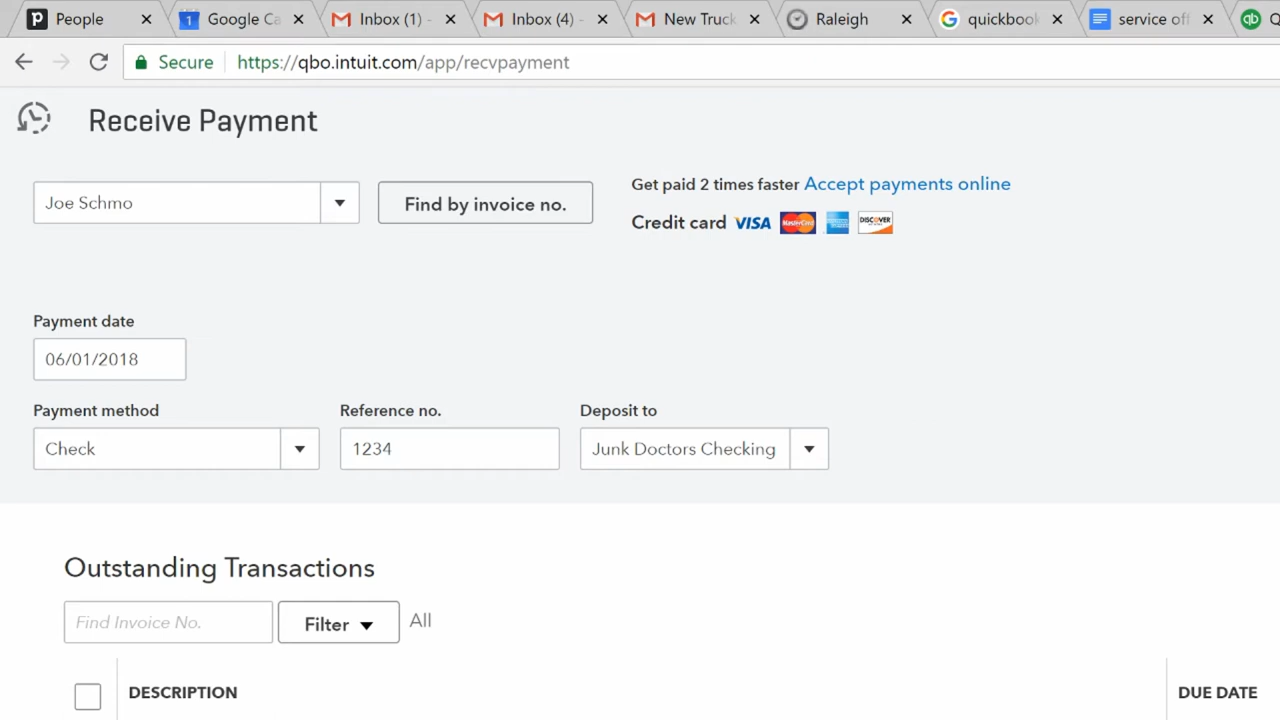 People Google Ca Inbox (1) - Inbox (4) - New Truck Raleigh quickbook service off Q
Secure https://qbo.intuit.com/app/recvpayment
Receive Payment
Joe Schmo Find by invoice no. Get paid 2 times faster Accept payments online
Credit card VISA MasterCard DISCOVER
Payment date
06/01/2018
Payment method Reference no. Deposit to
Check 1234 Junk Doctors Checking
Outstanding Transactions
Find Invoice No. Filter All
DESCRIPTION DUE DATE